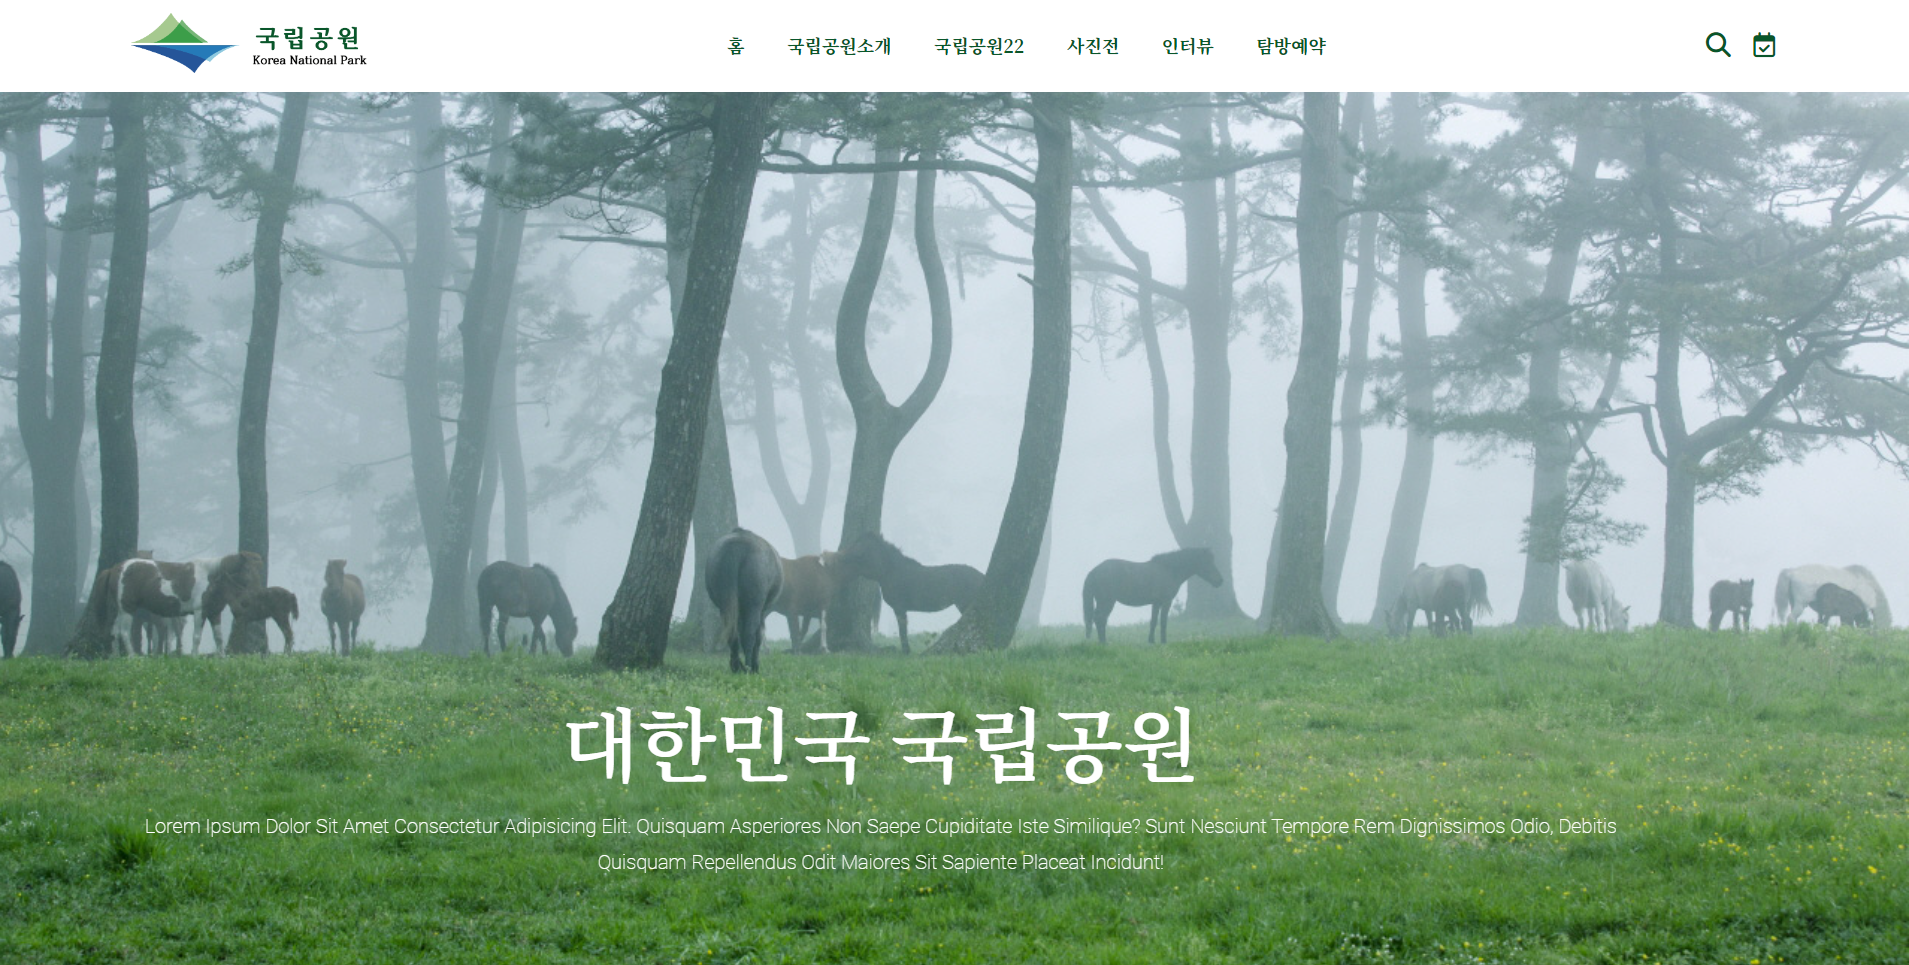 국립공원
Korea National Park
홈 국립공원소개 국립공원22 사진전 인터뷰 탐방예약
대한민국 국립공원
Lorem Ipsum Dolor Sit Amet Consectetur Adipisicing Elit. Quisquam Asperiores Non Saepe Cupiditate Iste Similique? Sunt Nesciunt Tempore Rem Dignissimos Odio, Debitis
Quisquam Repellendus Odit Maiores Sit Sapiente Placeat Incidunt!